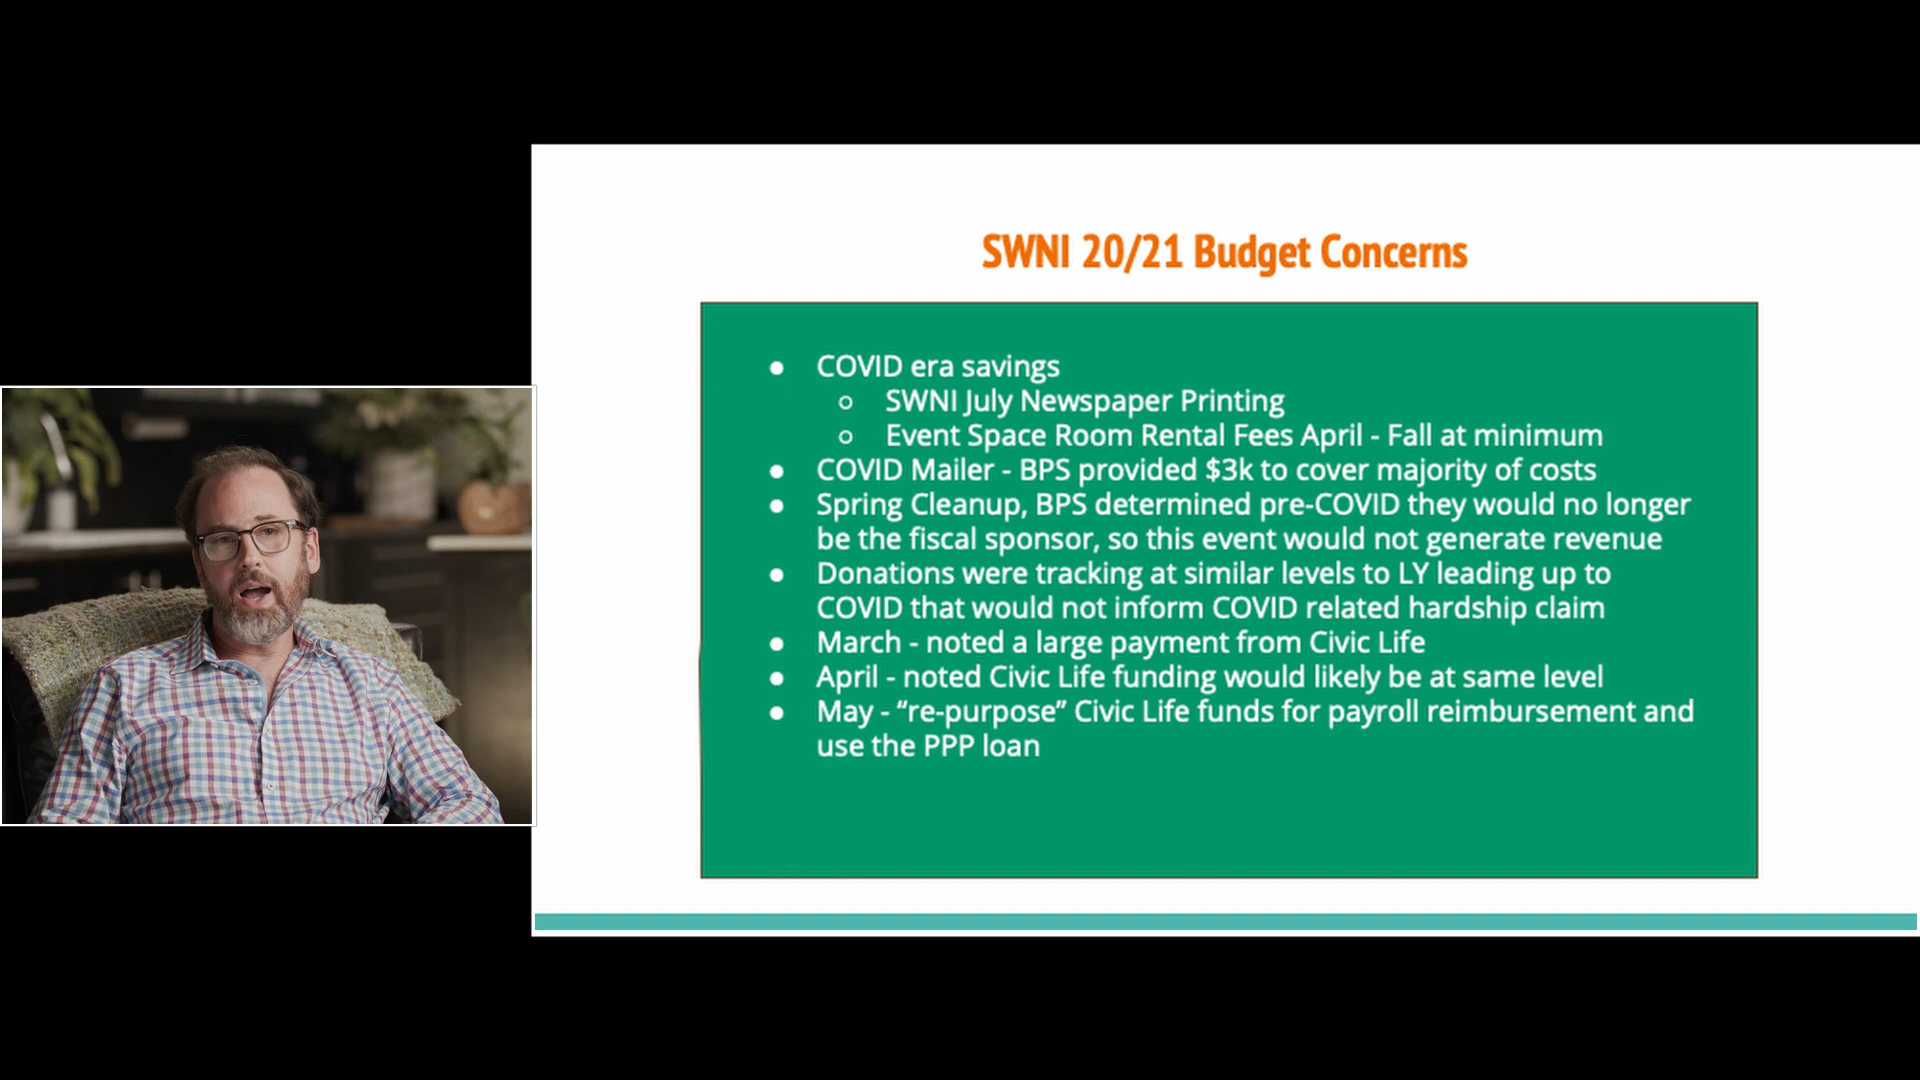 SWNI 20/21 Budget Concerns
● COVID era savings
○ SWNI July Newspaper Printing
○ Event Space Room Rental Fees April - Fall at minimum
● COVID Mailer - BPS provided $3k to cover majority of costs
● Spring Cleanup, BPS determined pre-COVID they would no longer
be the fiscal sponsor, so this event would not generate revenue
● Donations were tracking at similar levels to LY leading up to
COVID that would not inform COVID related hardship claim
● March - noted a large payment from Civic Life
● April - noted Civic Life funding would likely be at same level
● May - “re-purpose” Civic Life funds for payroll reimbursement and
use the PPP loan